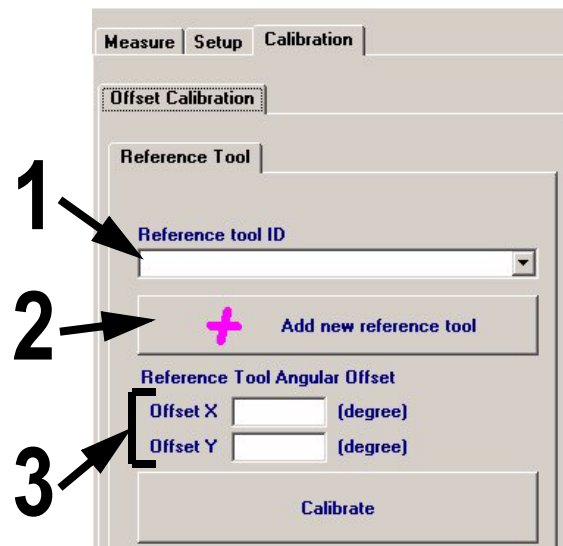 Measure Setup Calibration
Offset Calibration
Reference Tool
1
Reference tool ID
2
Add new reference tool
Reference Tool Angular Offset
Offset X (degree)
Offset Y (degree)
3
Calibrate